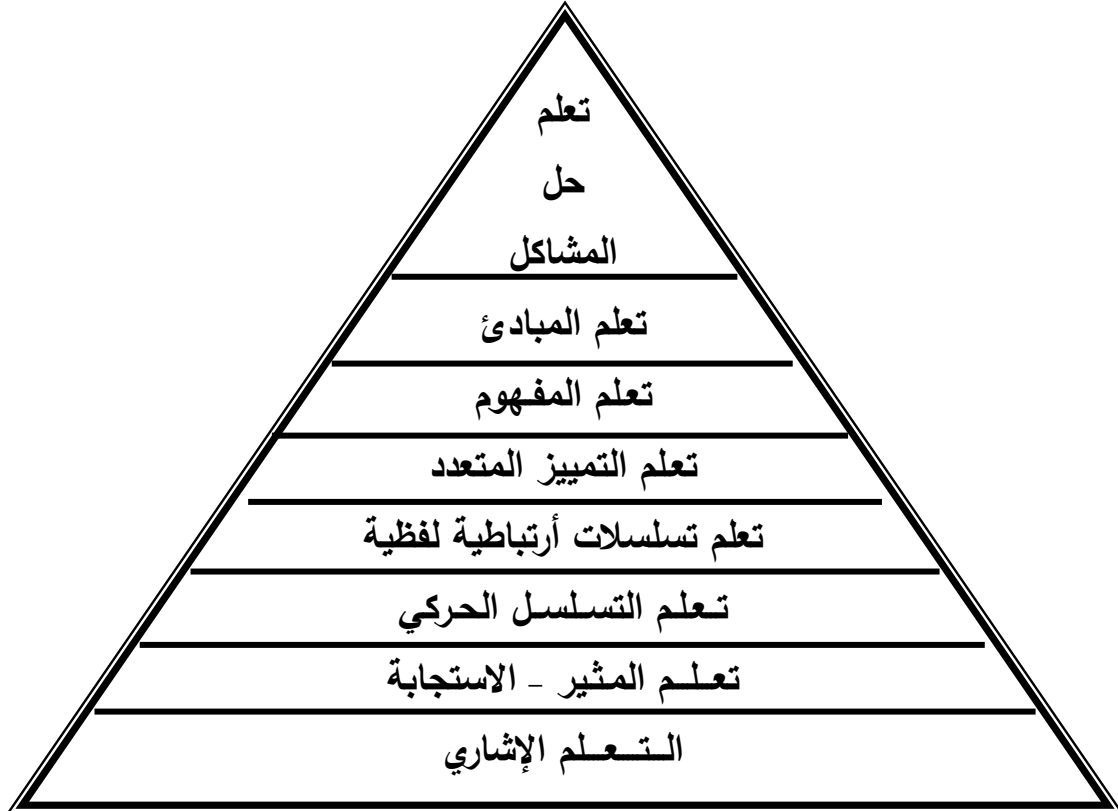 تعلم
حل
المشاكل
تعلم المبادئ
تعلم المفهوم
تعلم التمييز المتعدد
تعلم تسلسلات أرتباطية لفظية
تعلم التسلسل الحركي
تعلم المثير - الاستجابة
التعلم الإشاري